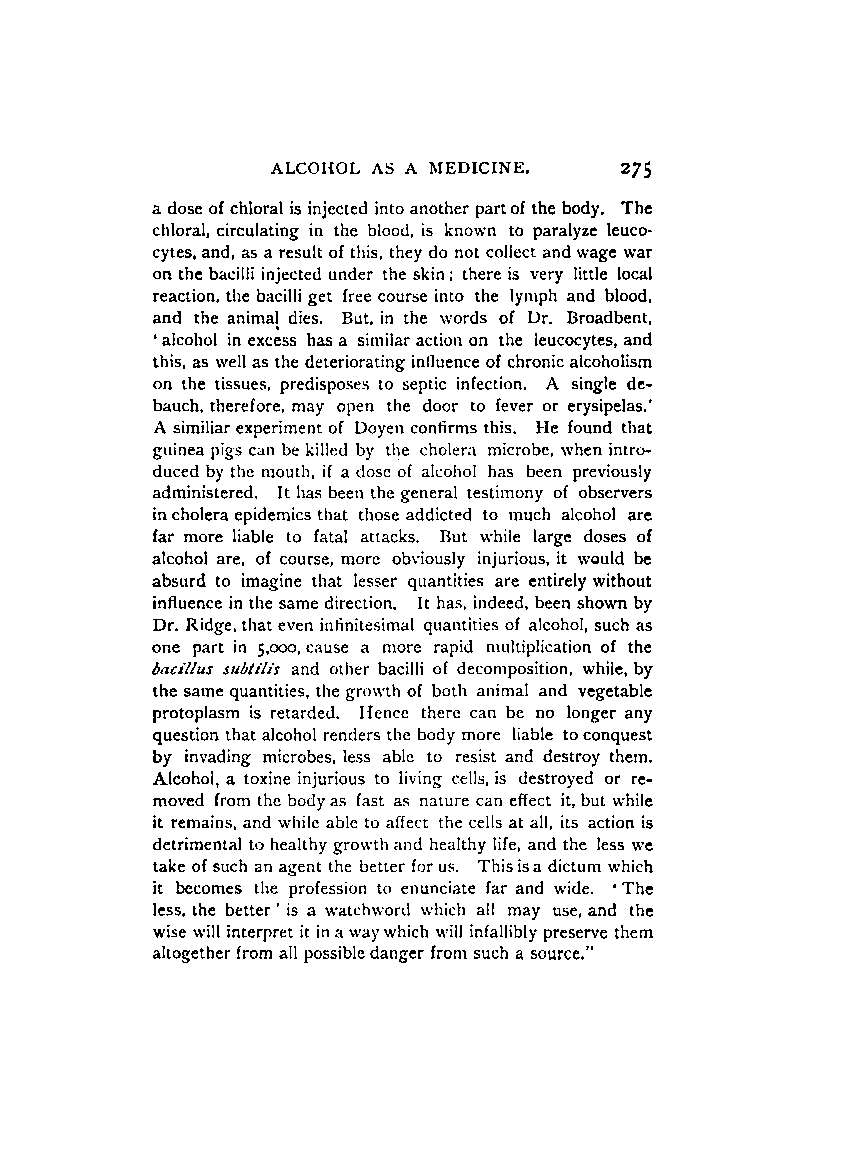 ALCOHOL AS A MEDICINE. 275
a dose of chloral is injected into another part of the body. The
chloral, circulating in the blood, is known to paralyze leuco-
cytes, and, as a result of this, they do not collect and wage war
on the bacilli injected under the skin; there is very little local
reaction, the bacilli get free course into the lymph and blood,
and the animal dies. But, in the words of Dr. Broadbent,
'alcohol in excess has a similar action on the leucocytes, and
this, as well as the deteriorating influence of chronic alcoholism
on the tissues, predisposes to septic infection. A single de-
bauch, therefore, may open the door to fever or erysipelas.'
A similiar experiment of Doyen confirms this. He found that
guinea pigs can be killed by the cholera microbe, when intro-
duced by the mouth, if a dose of alcohol has been previously
administered. It has been the general testimony of observers
in cholera epidemics that those addicted to much alcohol are
far more liable to fatal attacks. But while large doses of
alcohol are, of course, more obviously injurious, it would be
absurd to imagine that lesser quantities are entirely without
influence in the same direction. It has, indeed, been shown by
Dr. Ridge, that even infinitesimal quantities of alcohol, such as
one part in 5,000, cause a more rapid multiplication of the
bacillus subtilis and other bacilli of decomposition, while, by
the same quantities, the growth of both animal and vegetable
protoplasm is retarded. Hence there can be no longer any
question that alcohol renders the body more liable to conquest
by invading microbes, less able to resist and destroy them.
Alcohol, a toxine injurious to living cells, is destroyed or re-
moved from the body as fast as nature can effect it, but while
it remains, and while able to affect the cells at all, its action is
detrimental to healthy growth and healthy life, and the less we
take of such an agent the better for us. This is a dictum which
it becomes the profession to enunciate far and wide. 'The
less, the better' is a watchword which all may use, and the
wise will interpret it in a way which will infallibly preserve them
altogether from all possible danger from such a source."